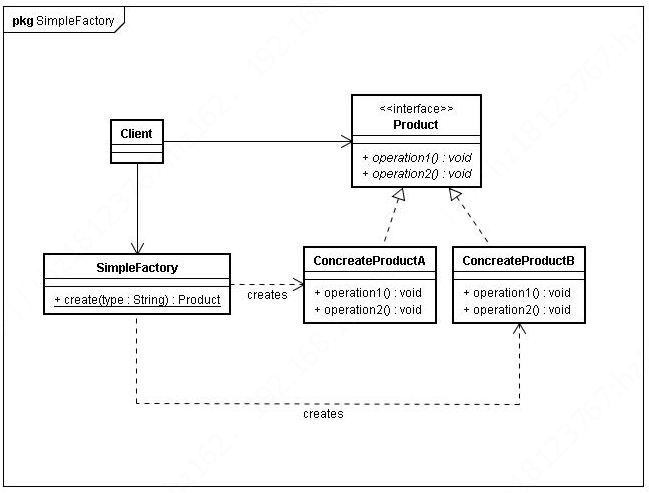 pkg SimpleFactory
<<interface>>
Product
+ operation1() : void
+ operation2() : void
Client
SimpleFactory
+ create(type : String) : Product
creates
ConcreateProductA
+ operation1() : void
+ operation2() : void
ConcreateProductB
+ operation1() : void
+ operation2() : void
creates